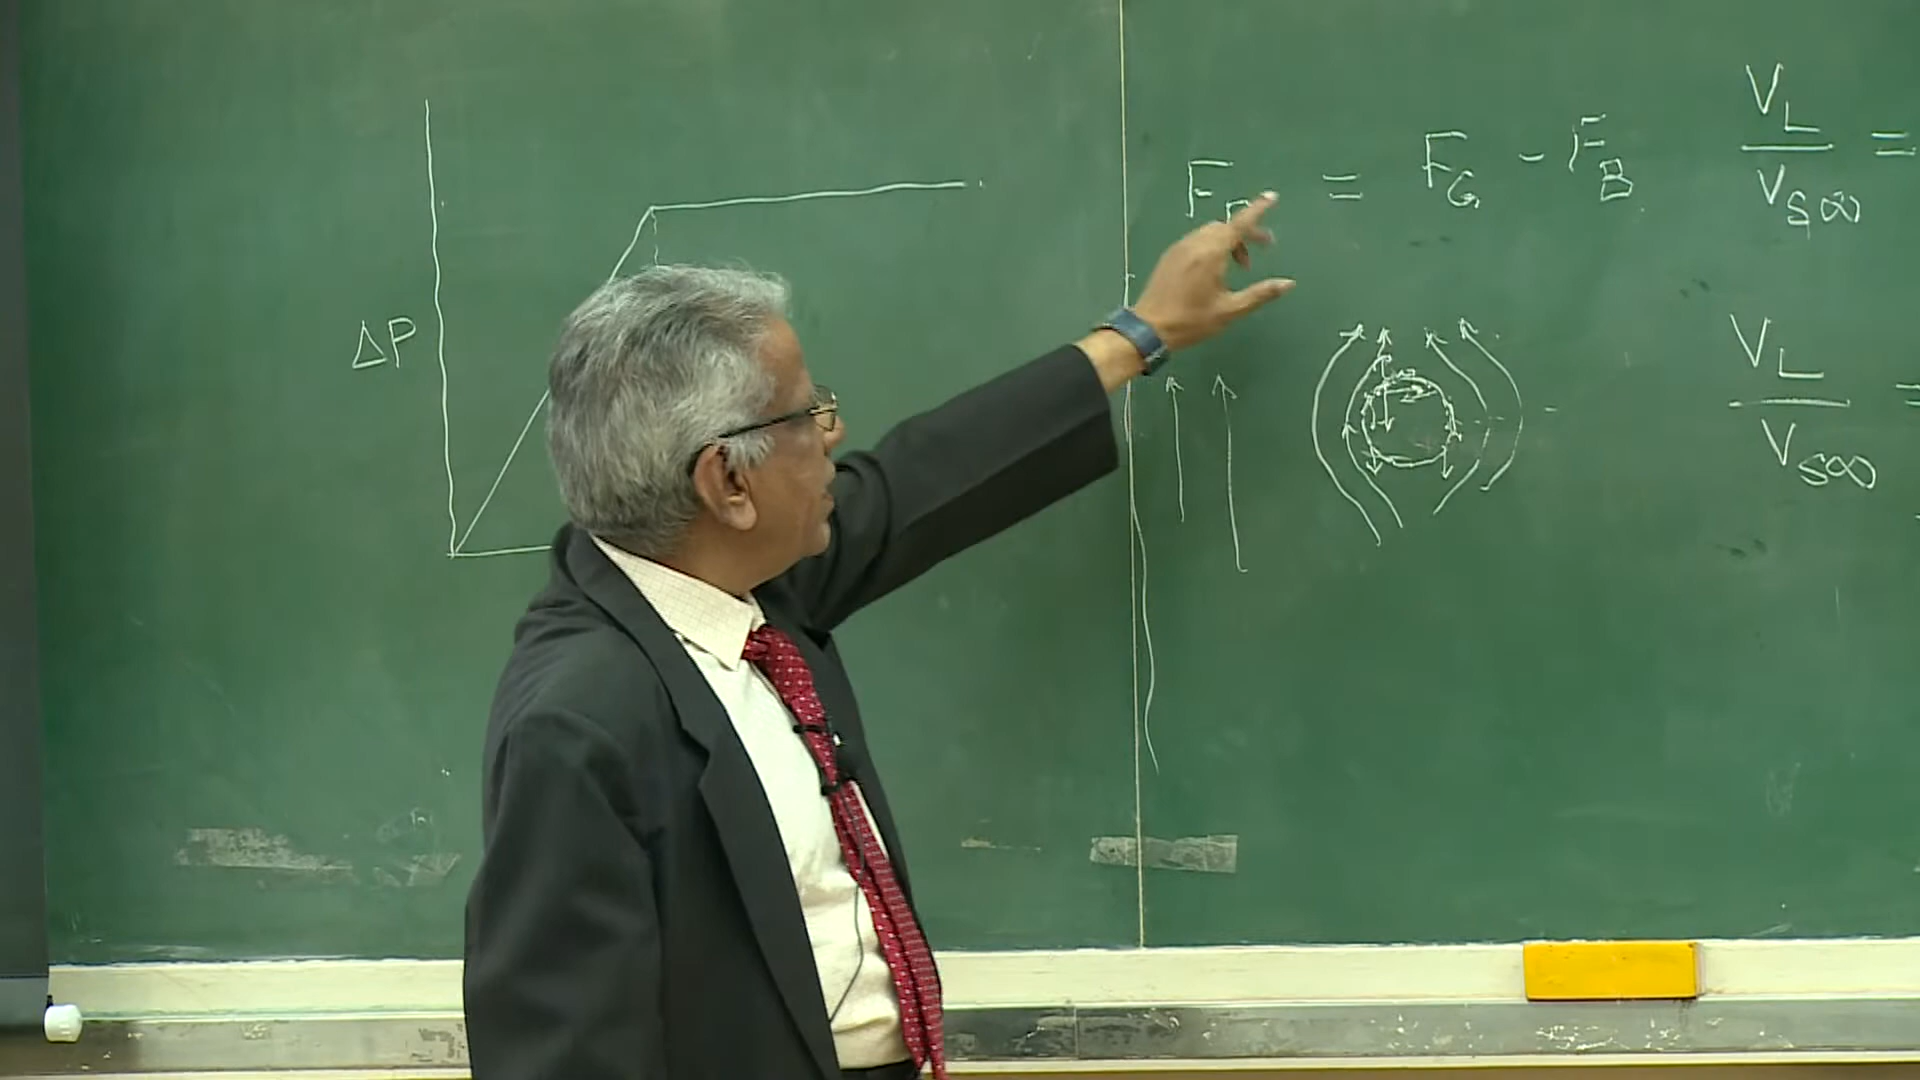 ΔP
F_D = F_G - F_B
V_L / V_S∞ =
V_L / V_S∞ =